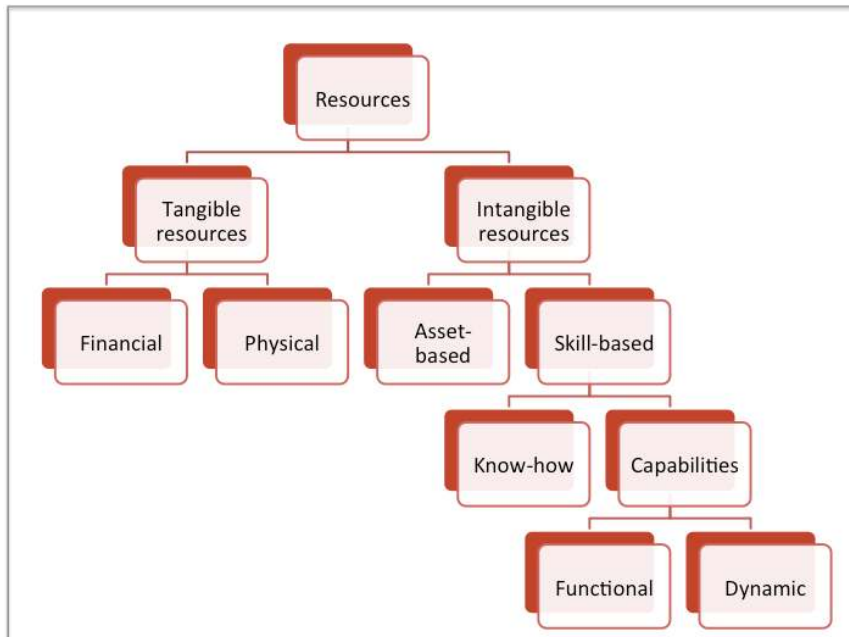 Resources
Tangible
resources
Intangible
resources
Financial
Physical
Asset-
based
Skill-based
Know-how
Capabilities
Functional
Dynamic